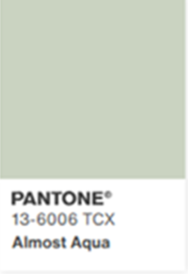 PANTONE®
13-6006 TCX
Almost Aqua